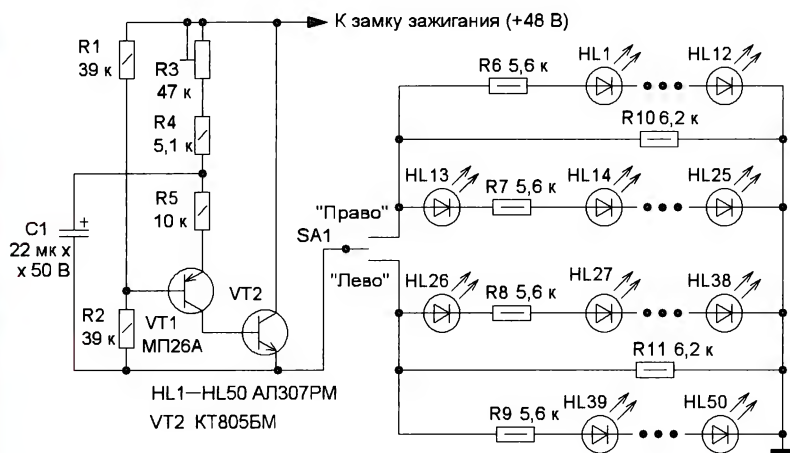 К замку зажигания (+48 В)
R1
39 к
R3
47 к
R4
5,1 к
R5
10 к
C1
22 мк х
х 50 В
+
R2
39 к
VT1
МП26А
VT2
HL1—HL50 АЛ307РМ
VT2 КТ805БМ
R6 5,6 к
HL1
HL12
R10 6,2 к
HL13
R7 5,6 к
HL14
HL25
"Право"
SA1
"Лево"
HL26
R8 5,6 к
HL27
HL38
R11 6,2 к
R9 5,6 к
HL39
HL50